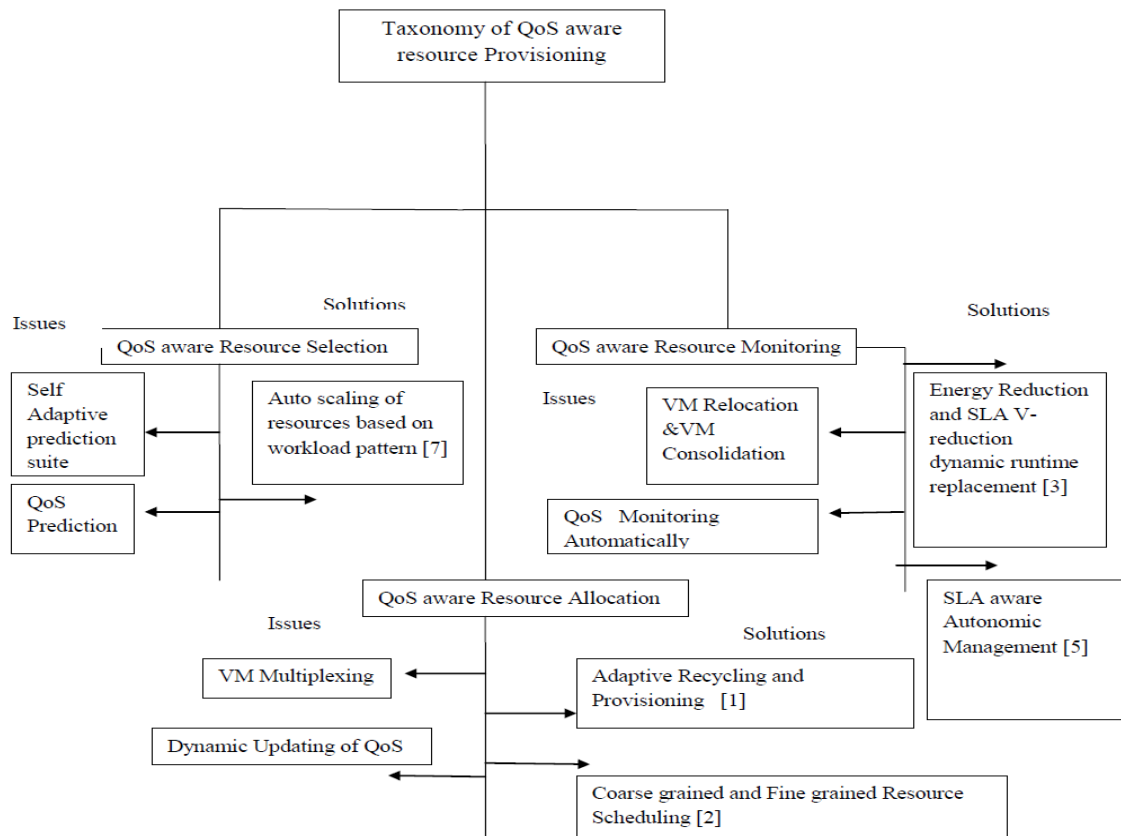 Taxonomy of QoS aware
resource Provisioning
Issues
Solutions
QoS aware Resource Selection
Self
Adaptive
prediction
suite
Auto scaling of
resources based on
workload pattern [7]
QoS
Prediction
Solutions
QoS aware Resource Monitoring
Issues
VM Relocation
&VM
Consolidation
Energy Reduction
and SLA V-
reduction
dynamic runtime
replacement [3]
QoS Monitoring
Automatically
SLA aware
Autonomic
Management [5]
QoS aware Resource Allocation
Issues
Solutions
VM Multiplexing
Adaptive Recycling and
Provisioning [1]
Dynamic Updating of QoS
Coarse grained and Fine grained Resource
Scheduling [2]